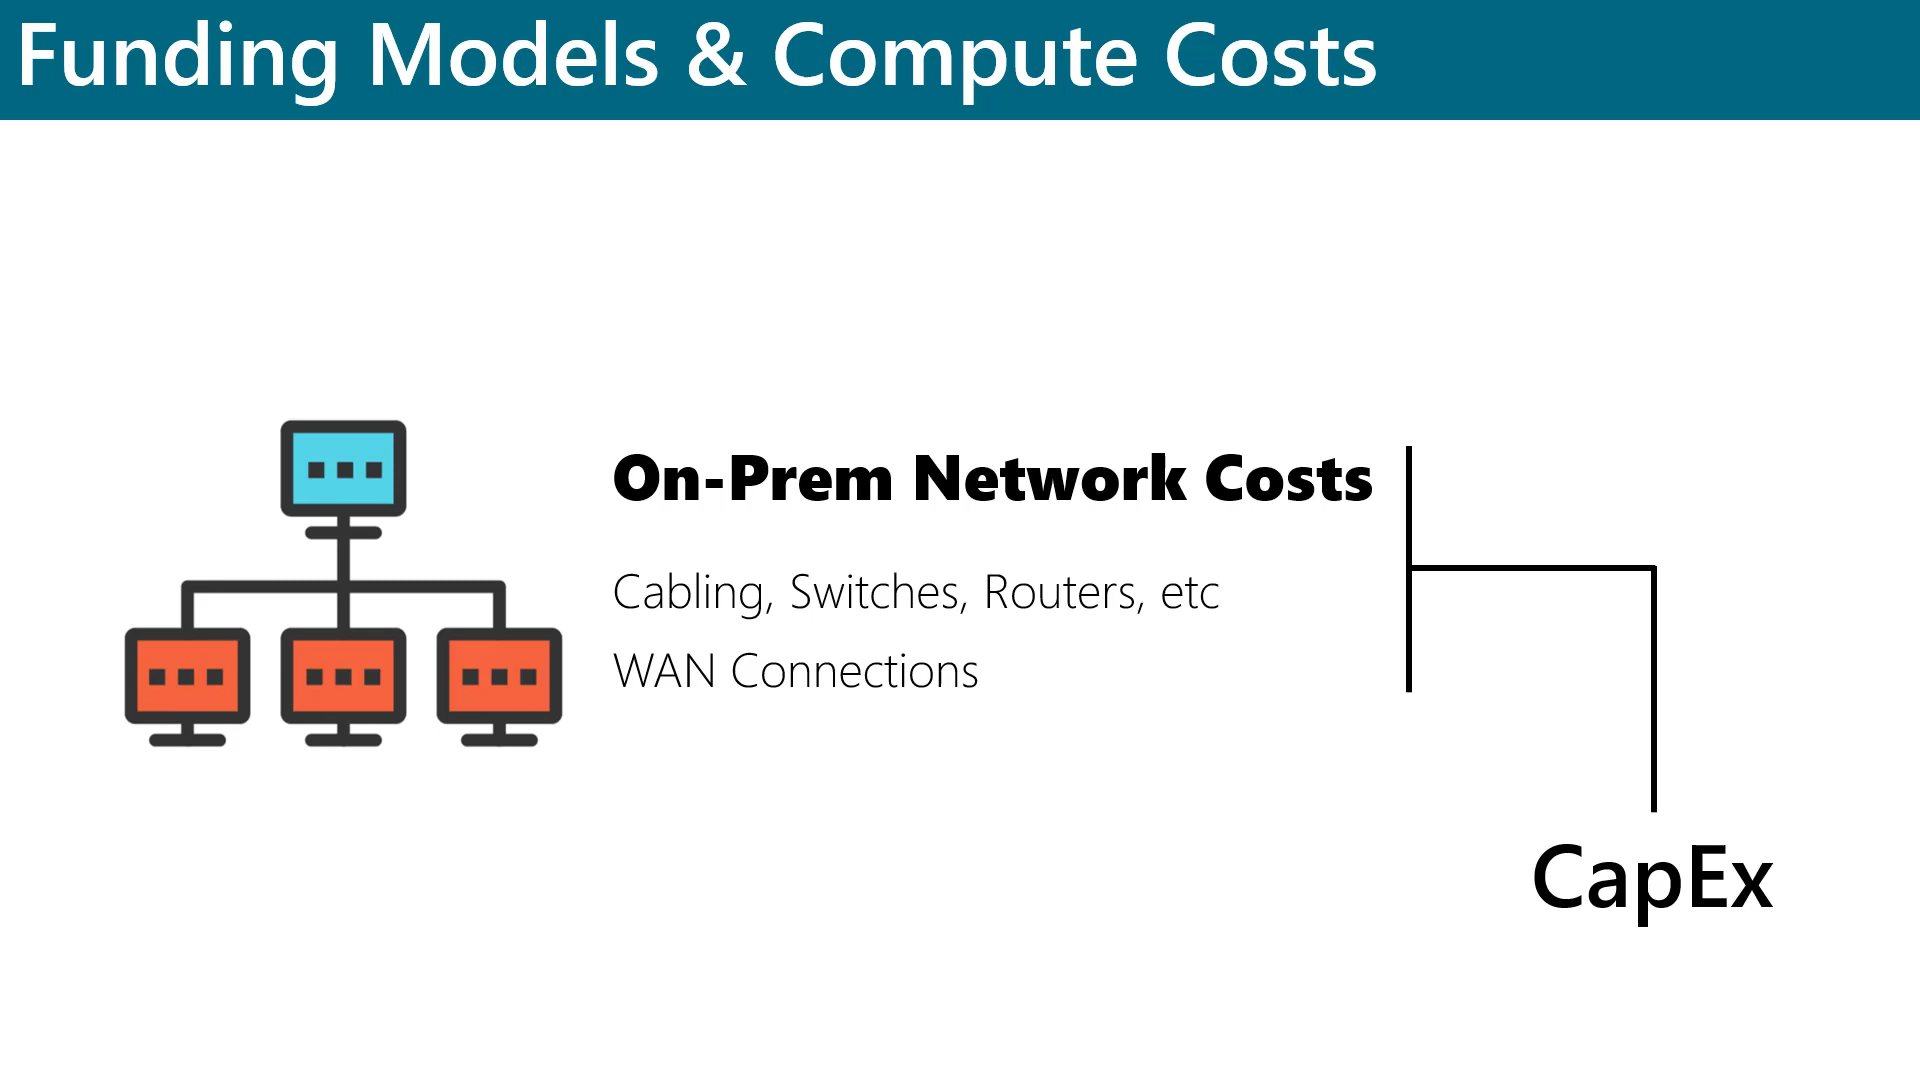 Funding Models & Compute Costs
On-Prem Network Costs
Cabling, Switches, Routers, etc
WAN Connections
CapEx